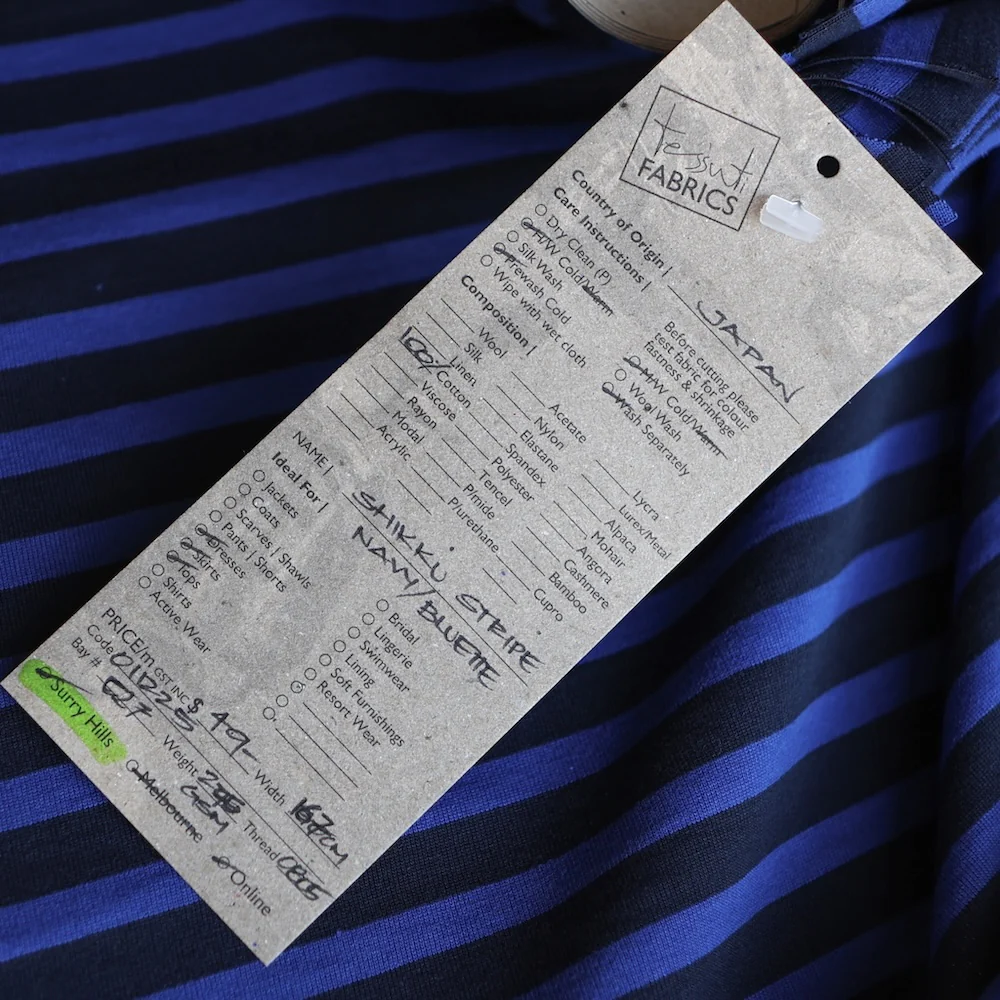 tessuti
FABRICS
Country of Origin | JAPAN
Care Instructions |
Dry Clean (P)
H/W Cold/Warm
Silk Wash
Prewash Cold
Wipe with wet cloth
Before cutting please
test fabric for colour
fastness & shrinkage
M/W Cold/Warm
Wool Wash
Wash Separately
Composition |
Wool
Silk
Linen
100% Cotton
Viscose
Rayon
Modal
Acrylic
Acetate
Nylon
Elastane
Spandex
Polyester
Tencel
P/mide
P/urethane
Lycra
Lurex/Metal
Alpaca
Mohair
Angora
Cashmere
Bamboo
Cupro
NAME | SHIKKU STRIPE
NAVY/BLUETTE
Ideal For |
Jackets
Coats
Scarves | Shawls
Pants | Shorts
Dresses
Skirts
Tops
Shirts
Active Wear
Bridal
Lingerie
Swimwear
Lining
Soft Furnishings
Resort Wear
PRICE/m GST INC $ 49- Width 167cm
Code 011225 Weight GSM Thread
Bay # E27
Surry Hills
Melbourne
Online